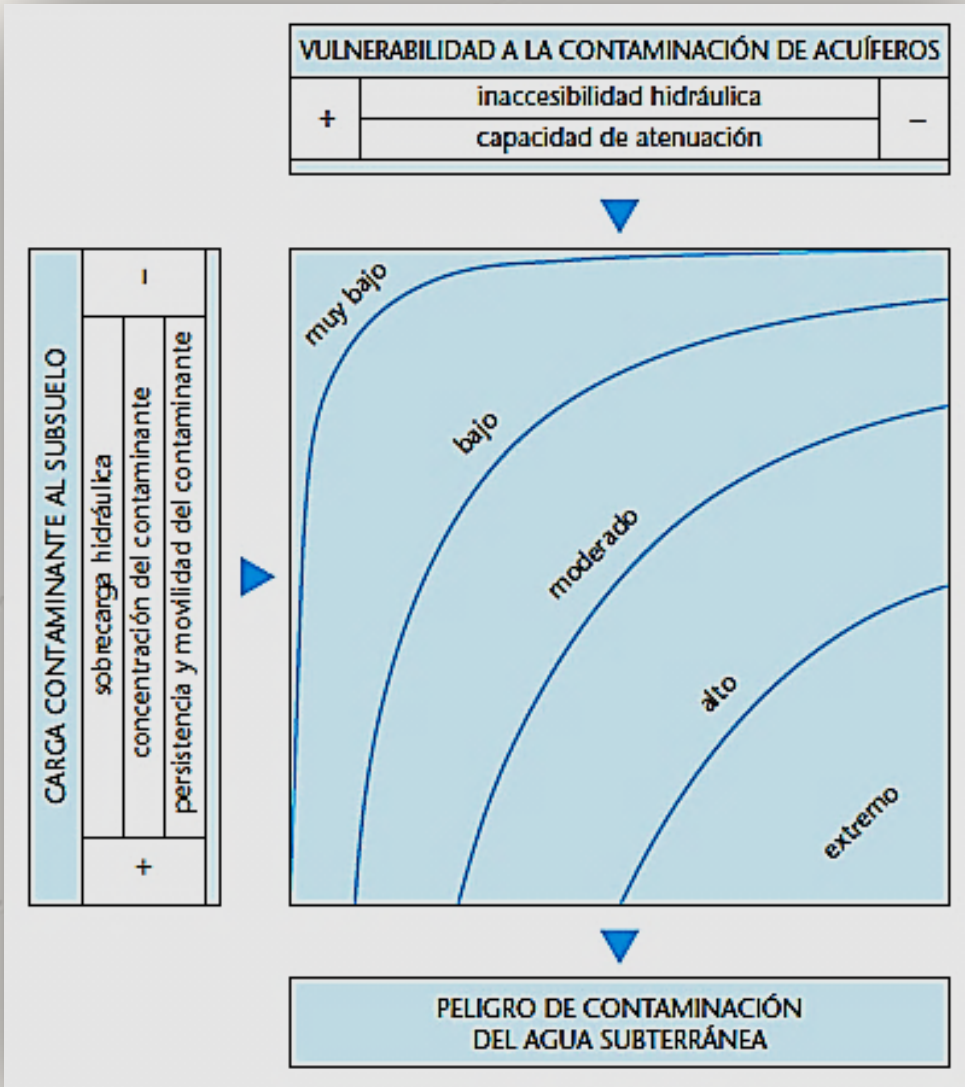 VULNERABILIDAD A LA CONTAMINACIÓN DE ACUÍFEROS
+
inaccesibilidad hidráulica
capacidad de atenuación
–
CARGA CONTAMINANTE AL SUBSUELO
–
sobrecarga hidráulica
concentración del contaminante
persistencia y movilidad del contaminante
+
muy bajo
bajo
moderado
alto
extremo
PELIGRO DE CONTAMINACIÓN
DEL AGUA SUBTERRÁNEA